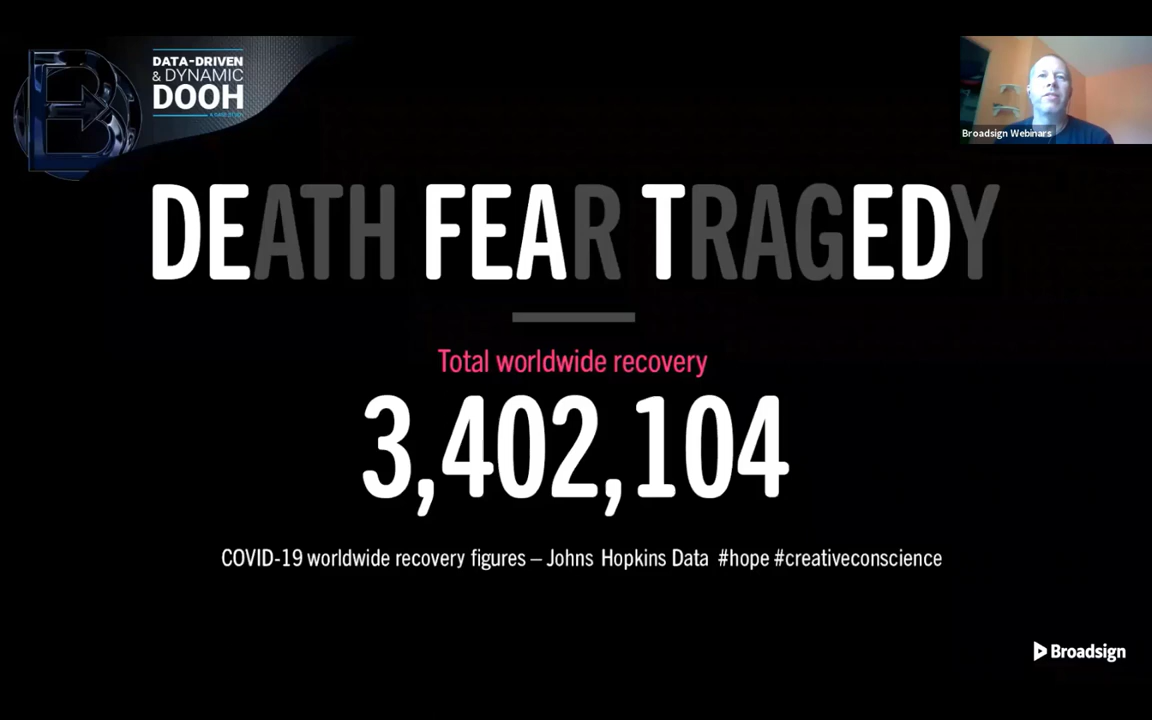 DATA-DRIVEN
& DYNAMIC
DOOH
Broadsign Webinars
DEATH FEAR TRAGEDY
Total worldwide recovery
3,402,104
COVID-19 worldwide recovery figures – Johns Hopkins Data #hope #creativeconscience
Broadsign